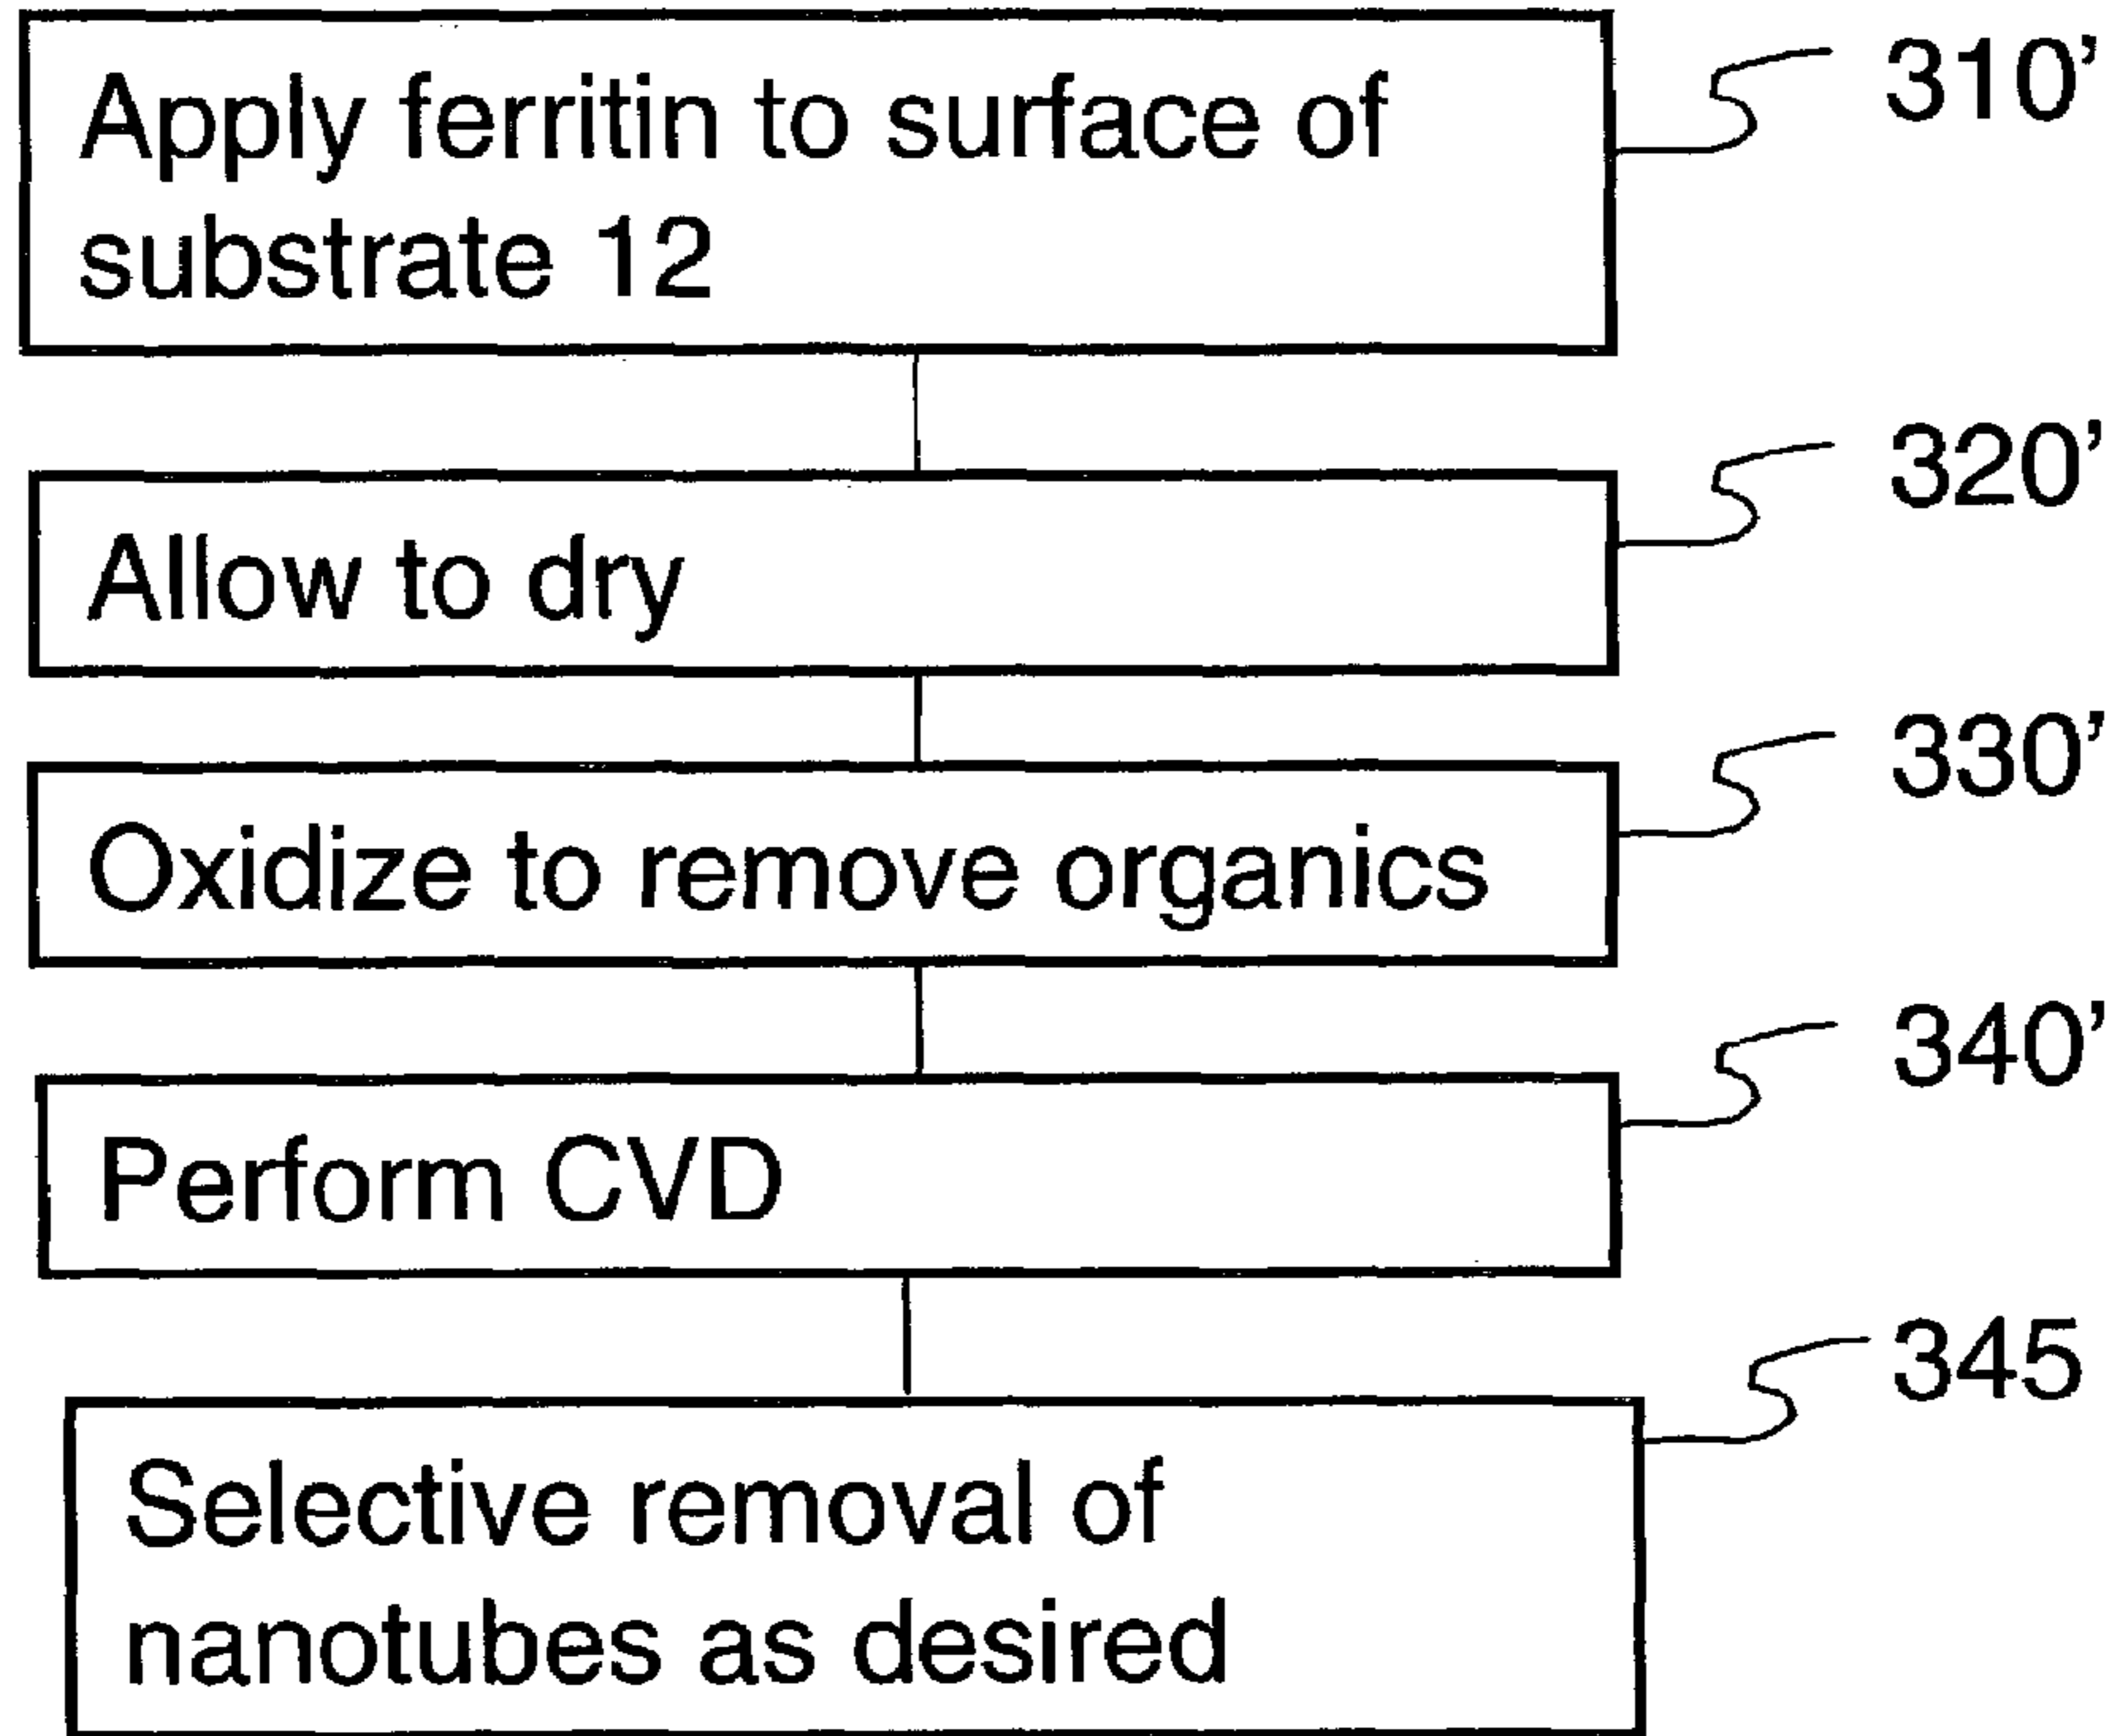 Apply ferritin to surface of
substrate 12
310’
Allow to dry
320’
Oxidize to remove organics
330’
Perform CVD
340’
Selective removal of
nanotubes as desired
345